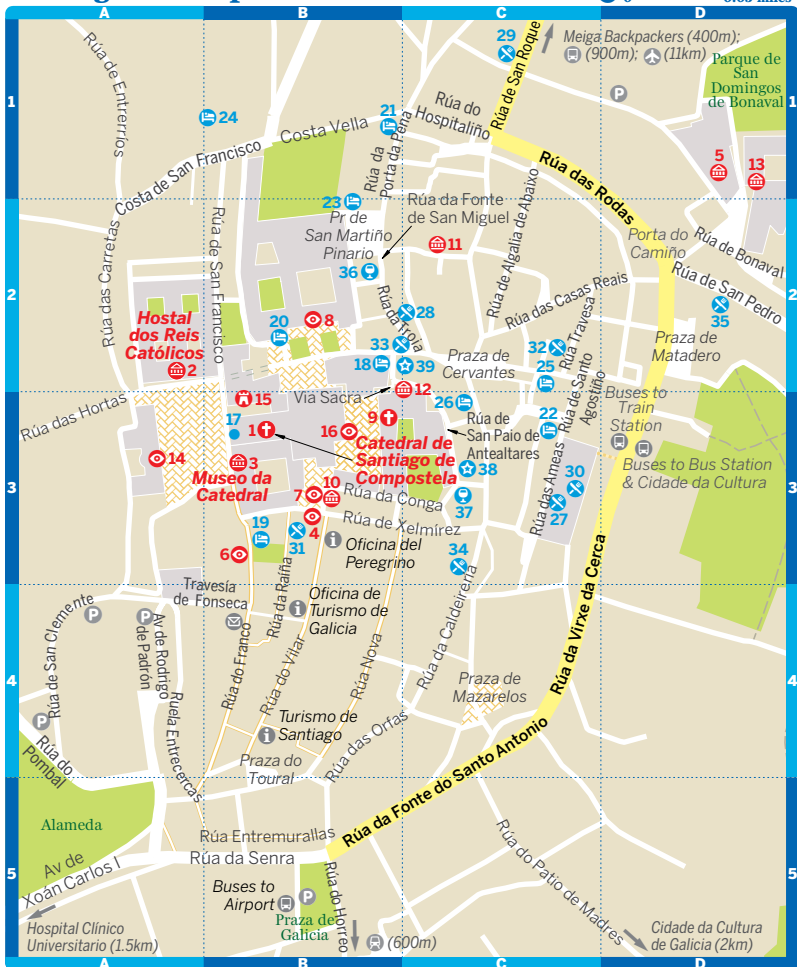 A
B
C
D
1
1
2
2
3
3
4
4
5
5
0.05 miles
29
Meiga Backpackers (400m);
(900m);
(11km)
Parque de
San
Domingos
de Bonaval
Rúa de Entrerríos
24
21
Costa Vella
Rúa do
Hospitaliño
Rúa de San Roque
P
5
13
Costa de San Francisco
Rúa da
Porta da Pena
Rúa das Rodas
23
Pr de
San Martiño
Pinario
Rúa da Fonte
de San Miguel
11
Rúa de Algalia de Abaixo
Porta do
Camiño
Rúa de Bonaval
Rúa das Carretas
Rúa de San Francisco
36
Rúa das Casas Reais
Rúa de San Pedro
Hostal
dos Reis
Católicos
2
8
20
28
Rúa Troia
35
33
18
39
Praza de
Cervantes
32
Rúa Travesa
Praza de
Matadero
25
Rúa de Santo
Agostiño
Via Sacra
12
15
26
Buses to
Train
Station
Rúa das Hortas
17
1
16
9
Rúa de
San Paio de
Antealtares
22
Catedral de
Santiago de
Compostela
14
3
Museo da
Catedral
38
30
Buses to Bus Station
& Cidade da Cultura
10
7
Rúa da Conga
37
27
Rúa das Ameas
4
Rúa de Xelmírez
19
31
6
Oficina del
Peregrino
34
Travesía
de Fonseca
Rúa da Raíña
Oficina de
Turismo de
Galicia
Rúa de San Clemente
P
P
Av de Rodrigo
de Padrón
Rúa do Franco
Rúa do Vilar
Rúa Nova
Rúa da Caldeirería
Rúa da Virxe da Cerca
Praza de
Mazarelos
P
Rúa do
Pombal
Ruela Entrecercas
Turismo de
Santiago
Praza do
Toural
Rúa das Orfas
Rúa da Fonte do Santo Antonio
Alameda
Rúa Entremurallas
Rúa da Senra
Av de
Xoán Carlos I
Buses to
Airport
P
Praza de
Galicia
Rúa do Horreo
Rúa do Patio de Madres
Hospital Clínico
Universitario (1.5km)
(600m)
Cidade da Cultura
de Galicia (2km)
A
B
C
D